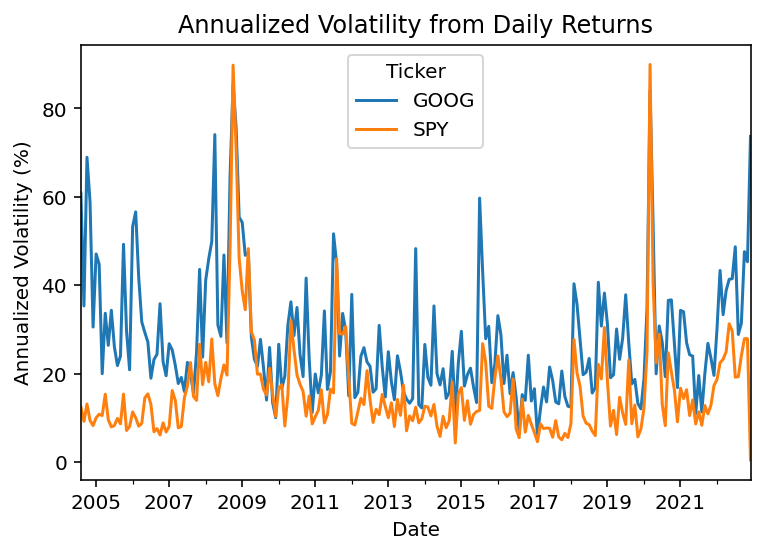 Annualized Volatility from Daily Returns
Ticker
GOOG
SPY
Annualized Volatility (%)
80
60
40
20
0
2005 2007 2009 2011 2013 2015 2017 2019 2021
Date